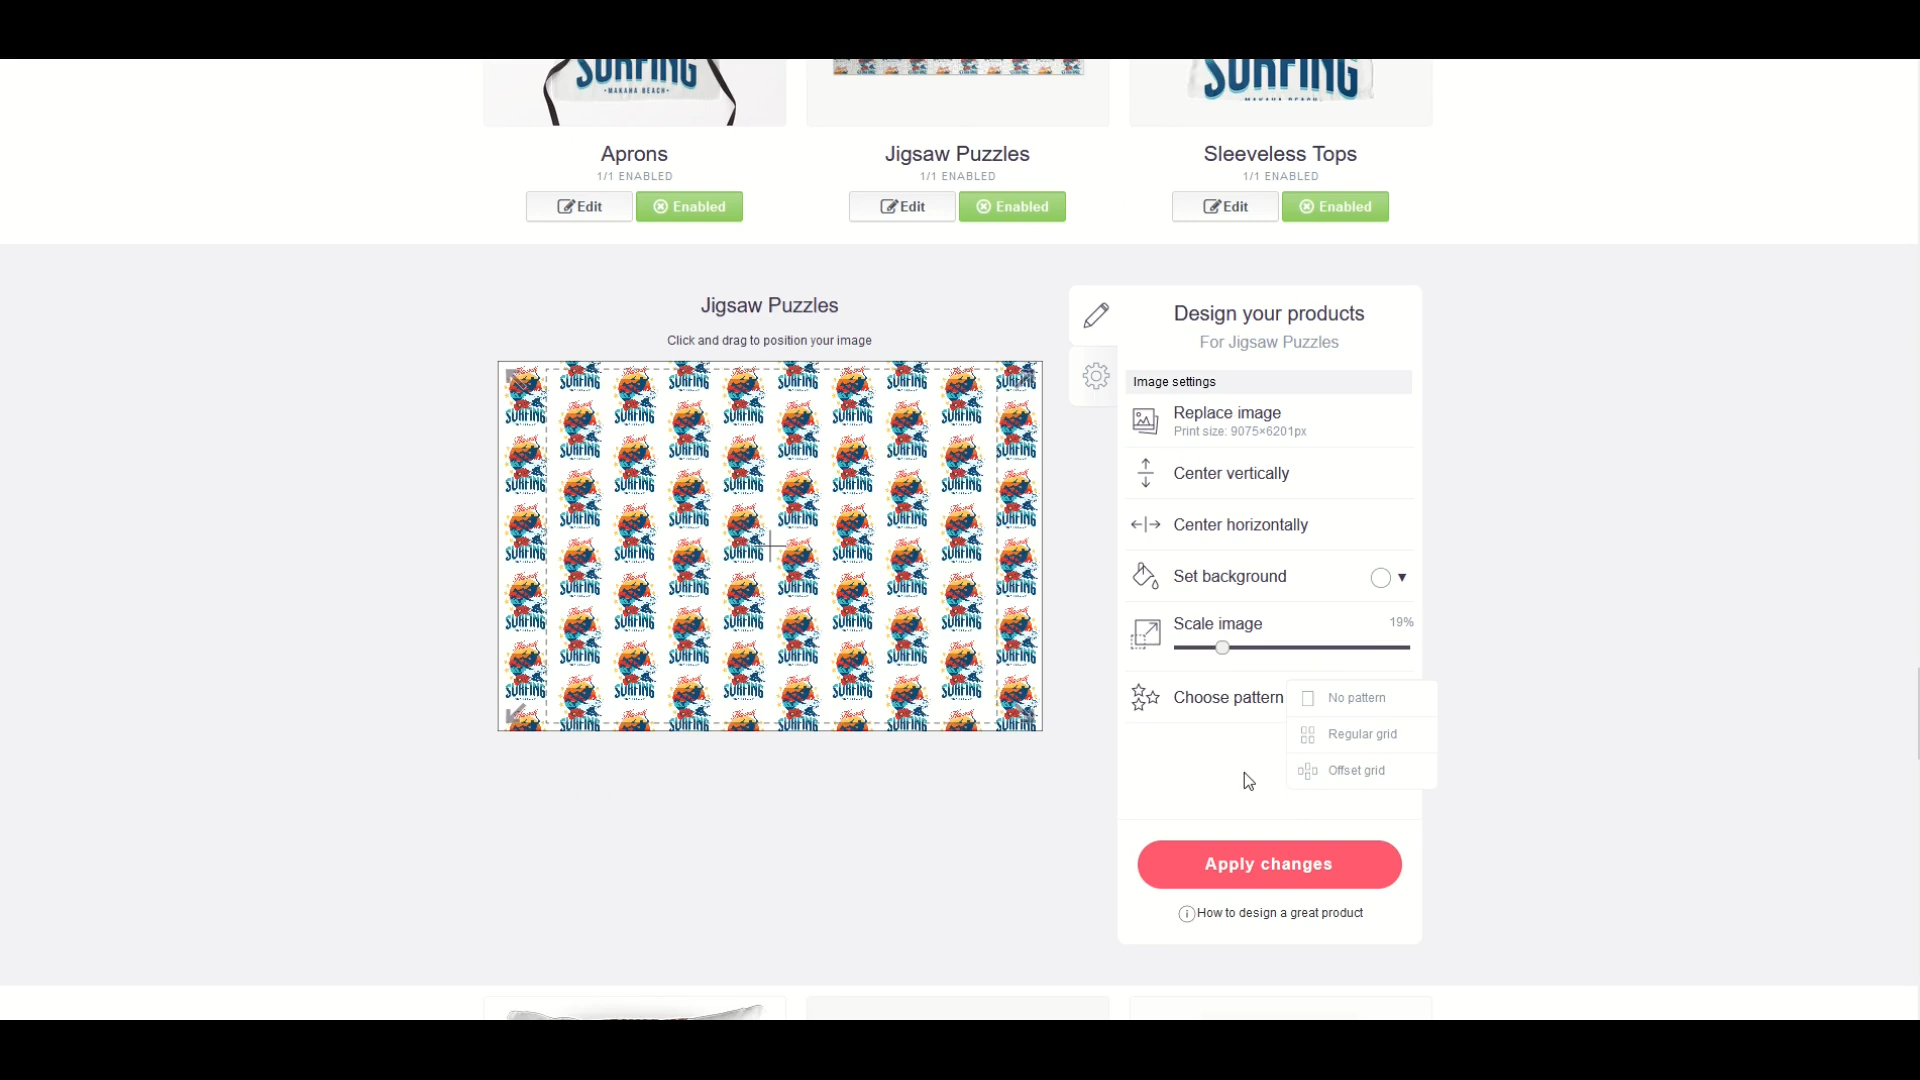 SURFING
•MAKAHA BEACH•
SURFING
Aprons
1/1 ENABLED
Edit
Enabled
Jigsaw Puzzles
1/1 ENABLED
Edit
Enabled
Sleeveless Tops
1/1 ENABLED
Edit
Enabled
Jigsaw Puzzles
Click and drag to position your image
SURFING
Design your products
For Jigsaw Puzzles
Image settings
Replace image
Print size: 9075×6201px
Center vertically
Center horizontally
Set background
Scale image
19%
Choose pattern
No pattern
Regular grid
Offset grid
Apply changes
How to design a great product